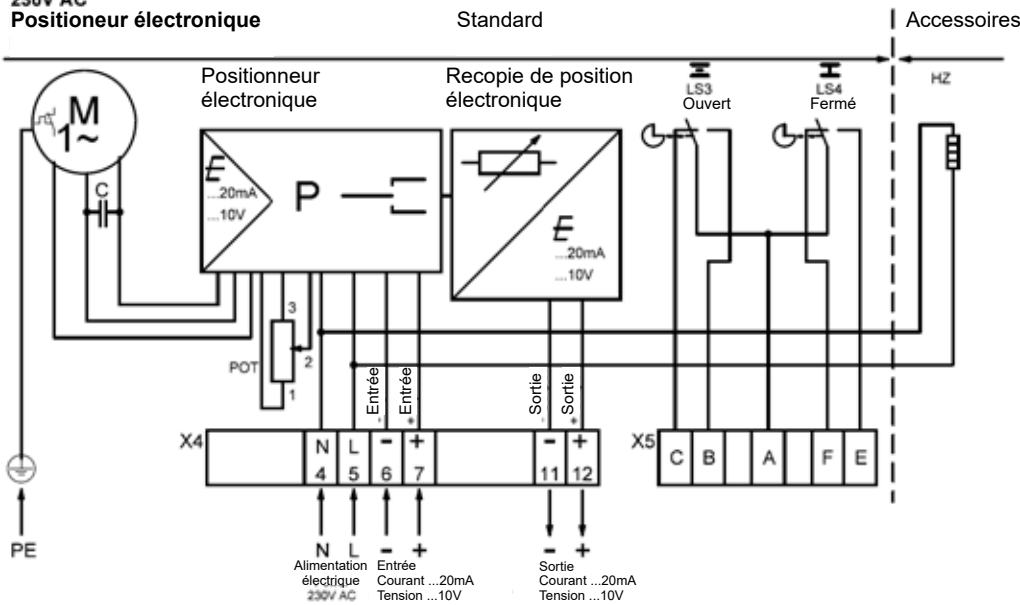 230V AC
Positioneur électronique
Standard
Accessoires
Positionneur
électronique
Recopie de position
électronique
LS3
Ouvert
LS4
Fermé
HZ
M
1~
C
E
...20mA
...10V
P
E
...20mA
...10V
3
POT
2
1
- Entrée
+ Entrée
- Sortie
+ Sortie
X4
N
L
-
+
-
+
4
5
6
7
11
12
X5
C
B
A
F
E
PE
N
L
-
+
-
+
Alimentation
électrique
230V AC
Entrée
Courant ...20mA
Tension ...10V
Sortie
Courant ...20mA
Tension ...10V